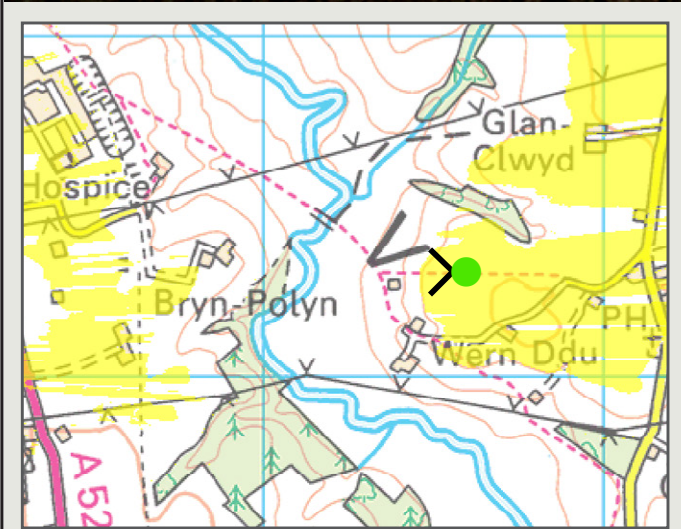 Glan-
Clwyd
Hospice
Bryn-Polyn
PH
Wern Ddu
A 52